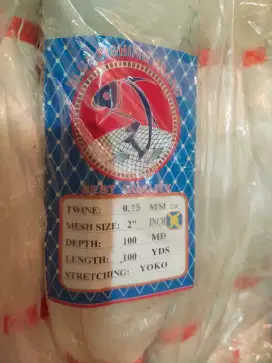 BEST QUALITY
TWINE: 0.15 MM
MESH SIZE: 2" INCH
DEPTH: 100 MD
LENGTH: 100 YDS
STRETCHING: YOKO